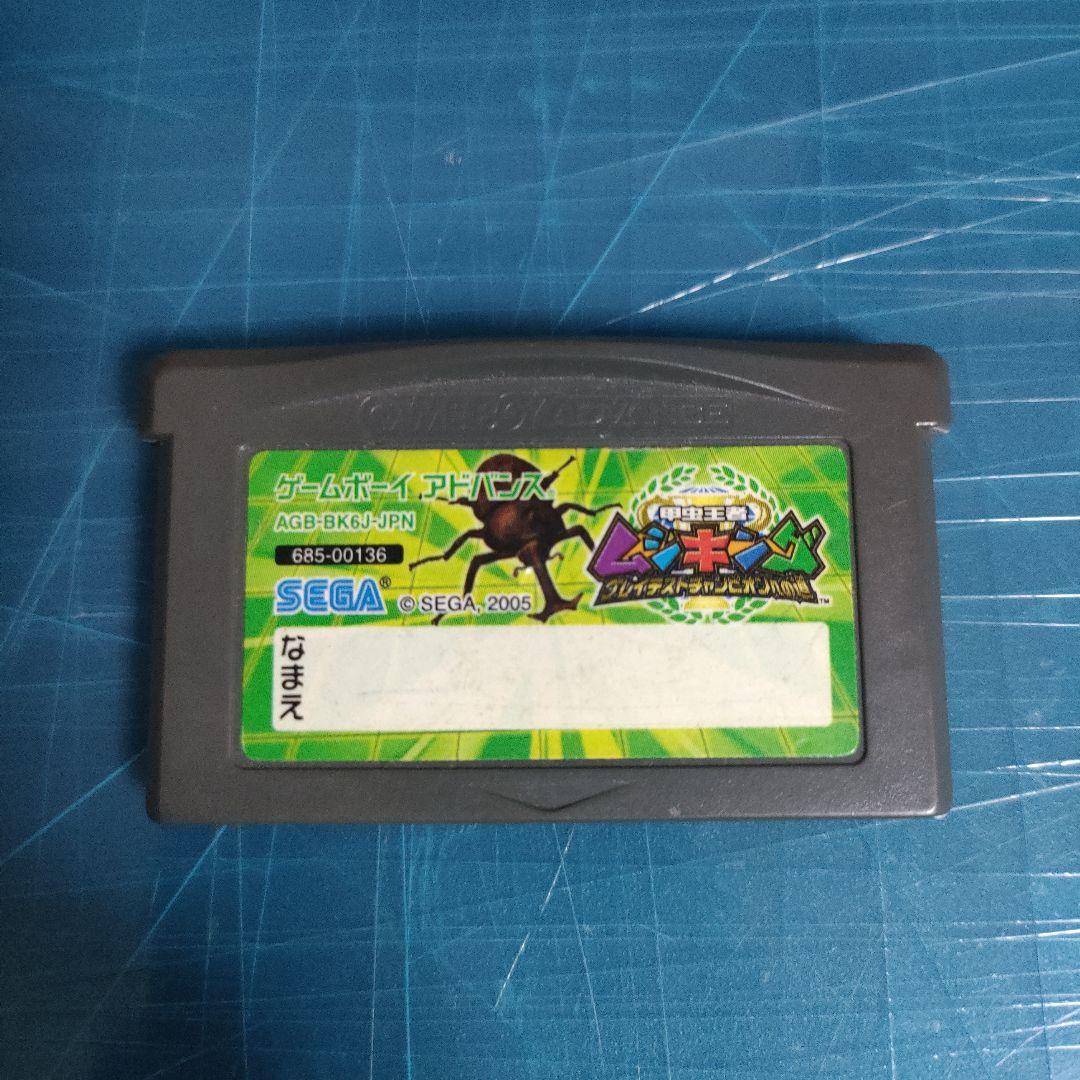 GAME BOY ADVANCE
ゲームボーイ アドバンス®
AGB-BK6J-JPN
685-00136
SEGA®
© SEGA, 2005
甲虫王者
ムシキング
グレイテストチャンピオンへの道™
なまえ